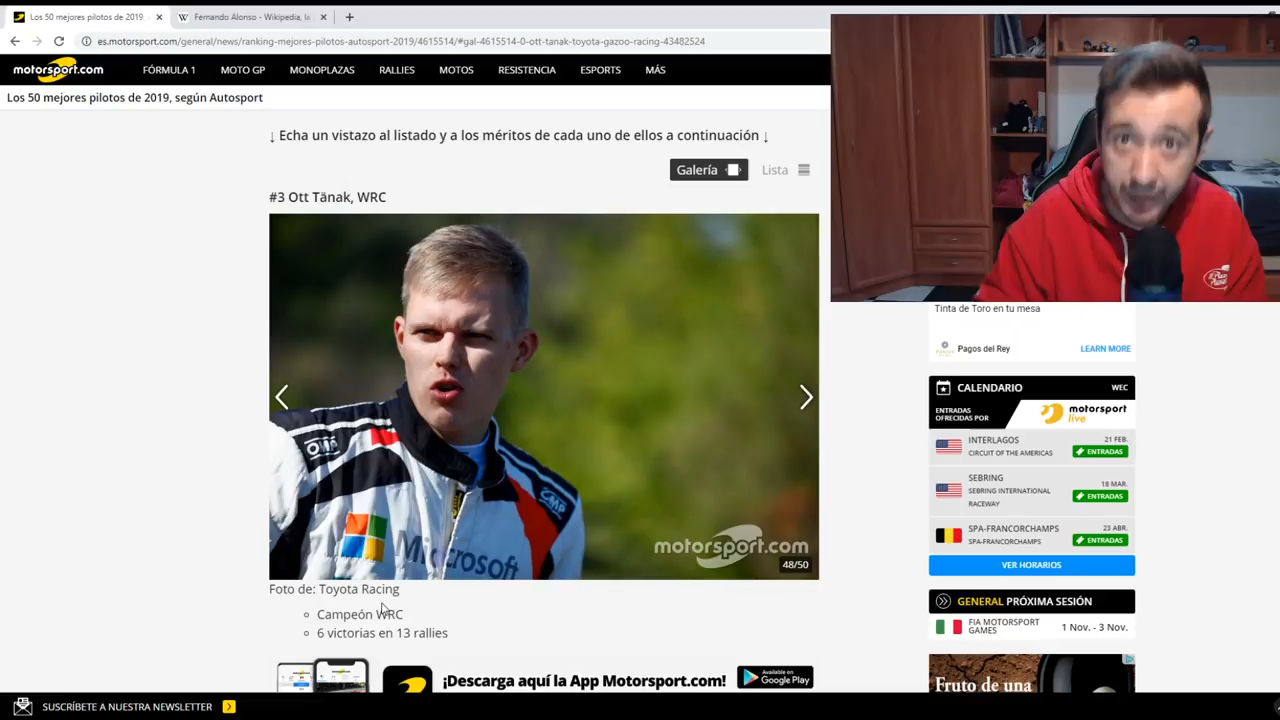 Los 50 mejores pilotos de 2019
Fernando Alonso - Wikipedia, la
es.motorsport.com/general/news/ranking-mejores-pilotos-autosport-2019/4615514/#gal-4615514-0-ott-tanak-toyota-gazoo-racing-43482524
motorsport.com
FÓRMULA 1 MOTO GP MONOPLAZAS RALLIES MOTOS RESISTENCIA ESPORTS MÁS
Los 50 mejores pilotos de 2019, según Autosport
↓ Echa un vistazo al listado y a los méritos de cada uno de ellos a continuación ↓
Galería Lista
#3 Ott Tänak, WRC
OMP
CAMP
Microsoft
motorsport.com
48/50
Foto de: Toyota Racing
Campeón WRC
6 victorias en 13 rallies
¡Descarga aquí la App Motorsport.com!
Available on
Google Play
Tinta de Toro en tu mesa
Pagos del Rey LEARN MORE
CALENDARIO WEC
ENTRADAS
OFRECIDAS POR
motorsport
live
INTERLAGOS 21 FEB.
CIRCUIT OF THE AMERICAS ENTRADAS
SEBRING 18 MAR.
SEBRING INTERNATIONAL
RACEWAY ENTRADAS
SPA-FRANCORCHAMPS 23 ABR.
SPA-FRANCORCHAMPS ENTRADAS
VER HORARIOS
GENERAL PRÓXIMA SESIÓN
FIA MOTORSPORT
GAMES 1 Nov. - 3 Nov.
Fruto de una
SUSCRÍBETE A NUESTRA NEWSLETTER